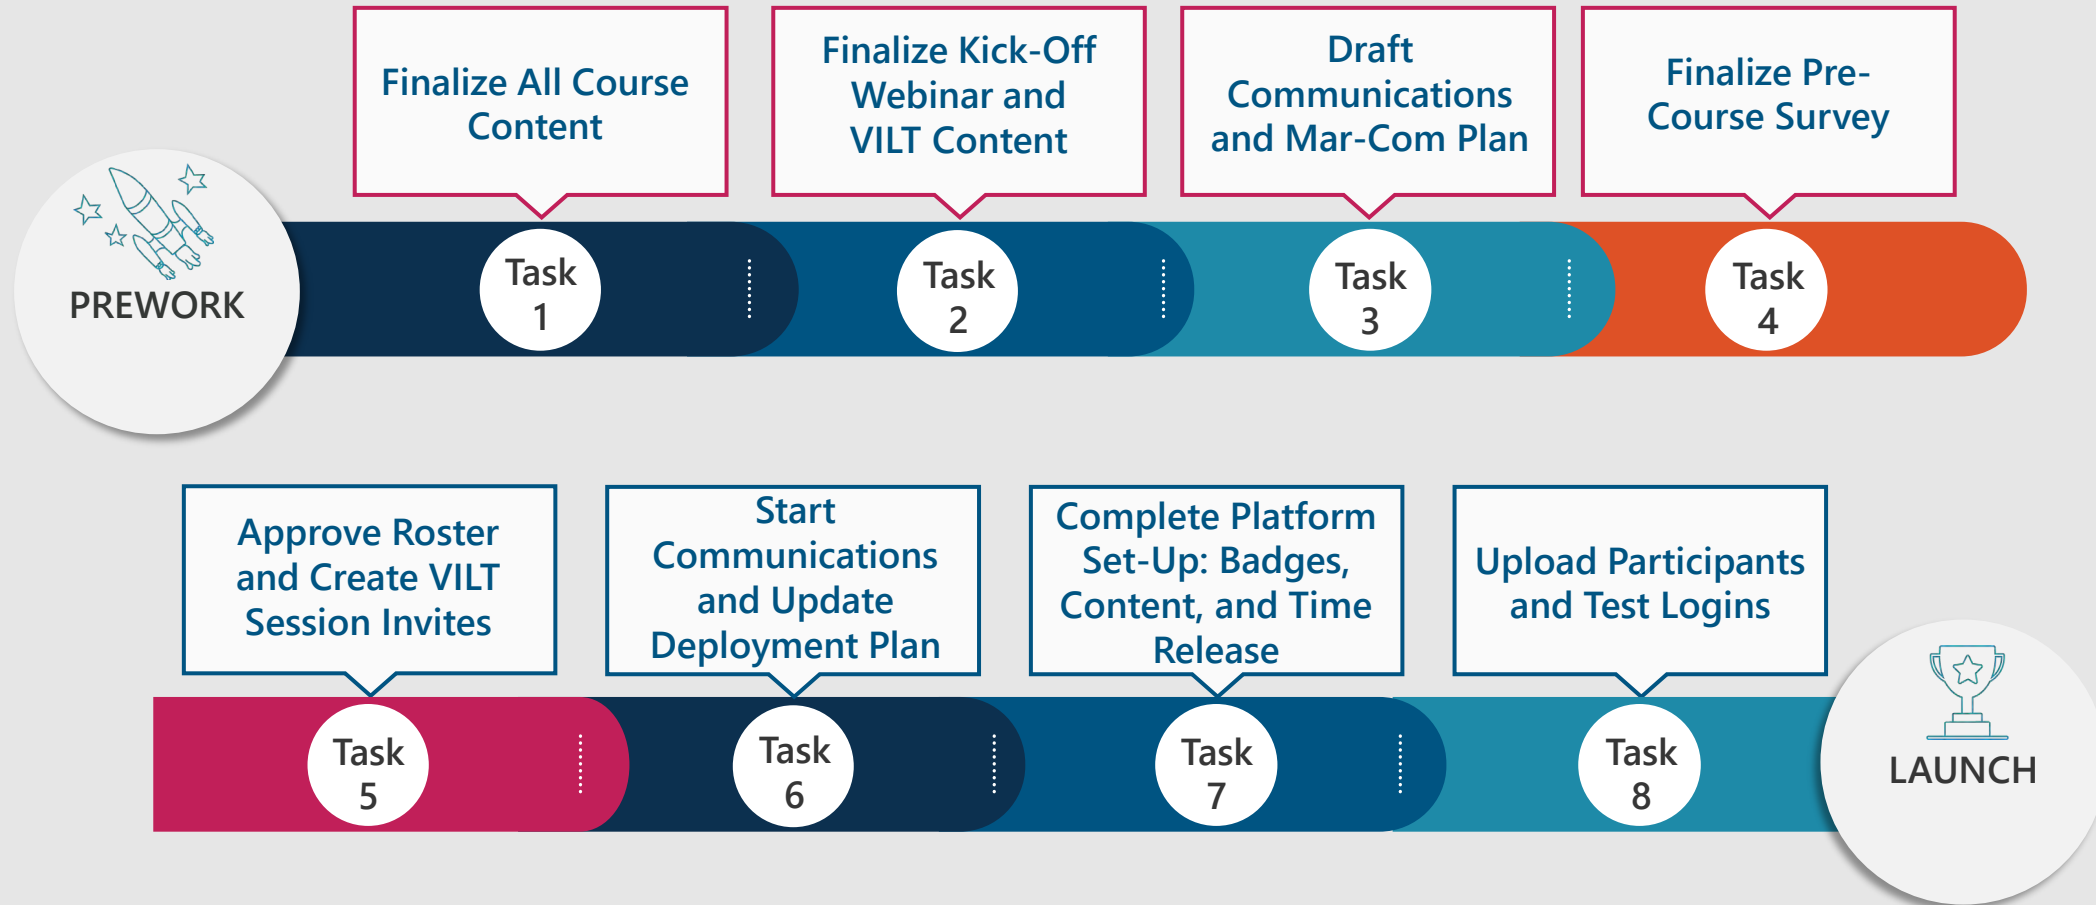 Finalize All Course
Content
Finalize Kick-Off
Webinar and
VILT Content
Draft
Communications
and Mar-Com Plan
Finalize Pre-
Course Survey
PREWORK
Task
1
Task
2
Task
3
Task
4
Approve Roster
and Create VILT
Session Invites
Start
Communications
and Update
Deployment Plan
Complete Platform
Set-Up: Badges,
Content, and Time
Release
Upload Participants
and Test Logins
Task
5
Task
6
Task
7
Task
8
LAUNCH